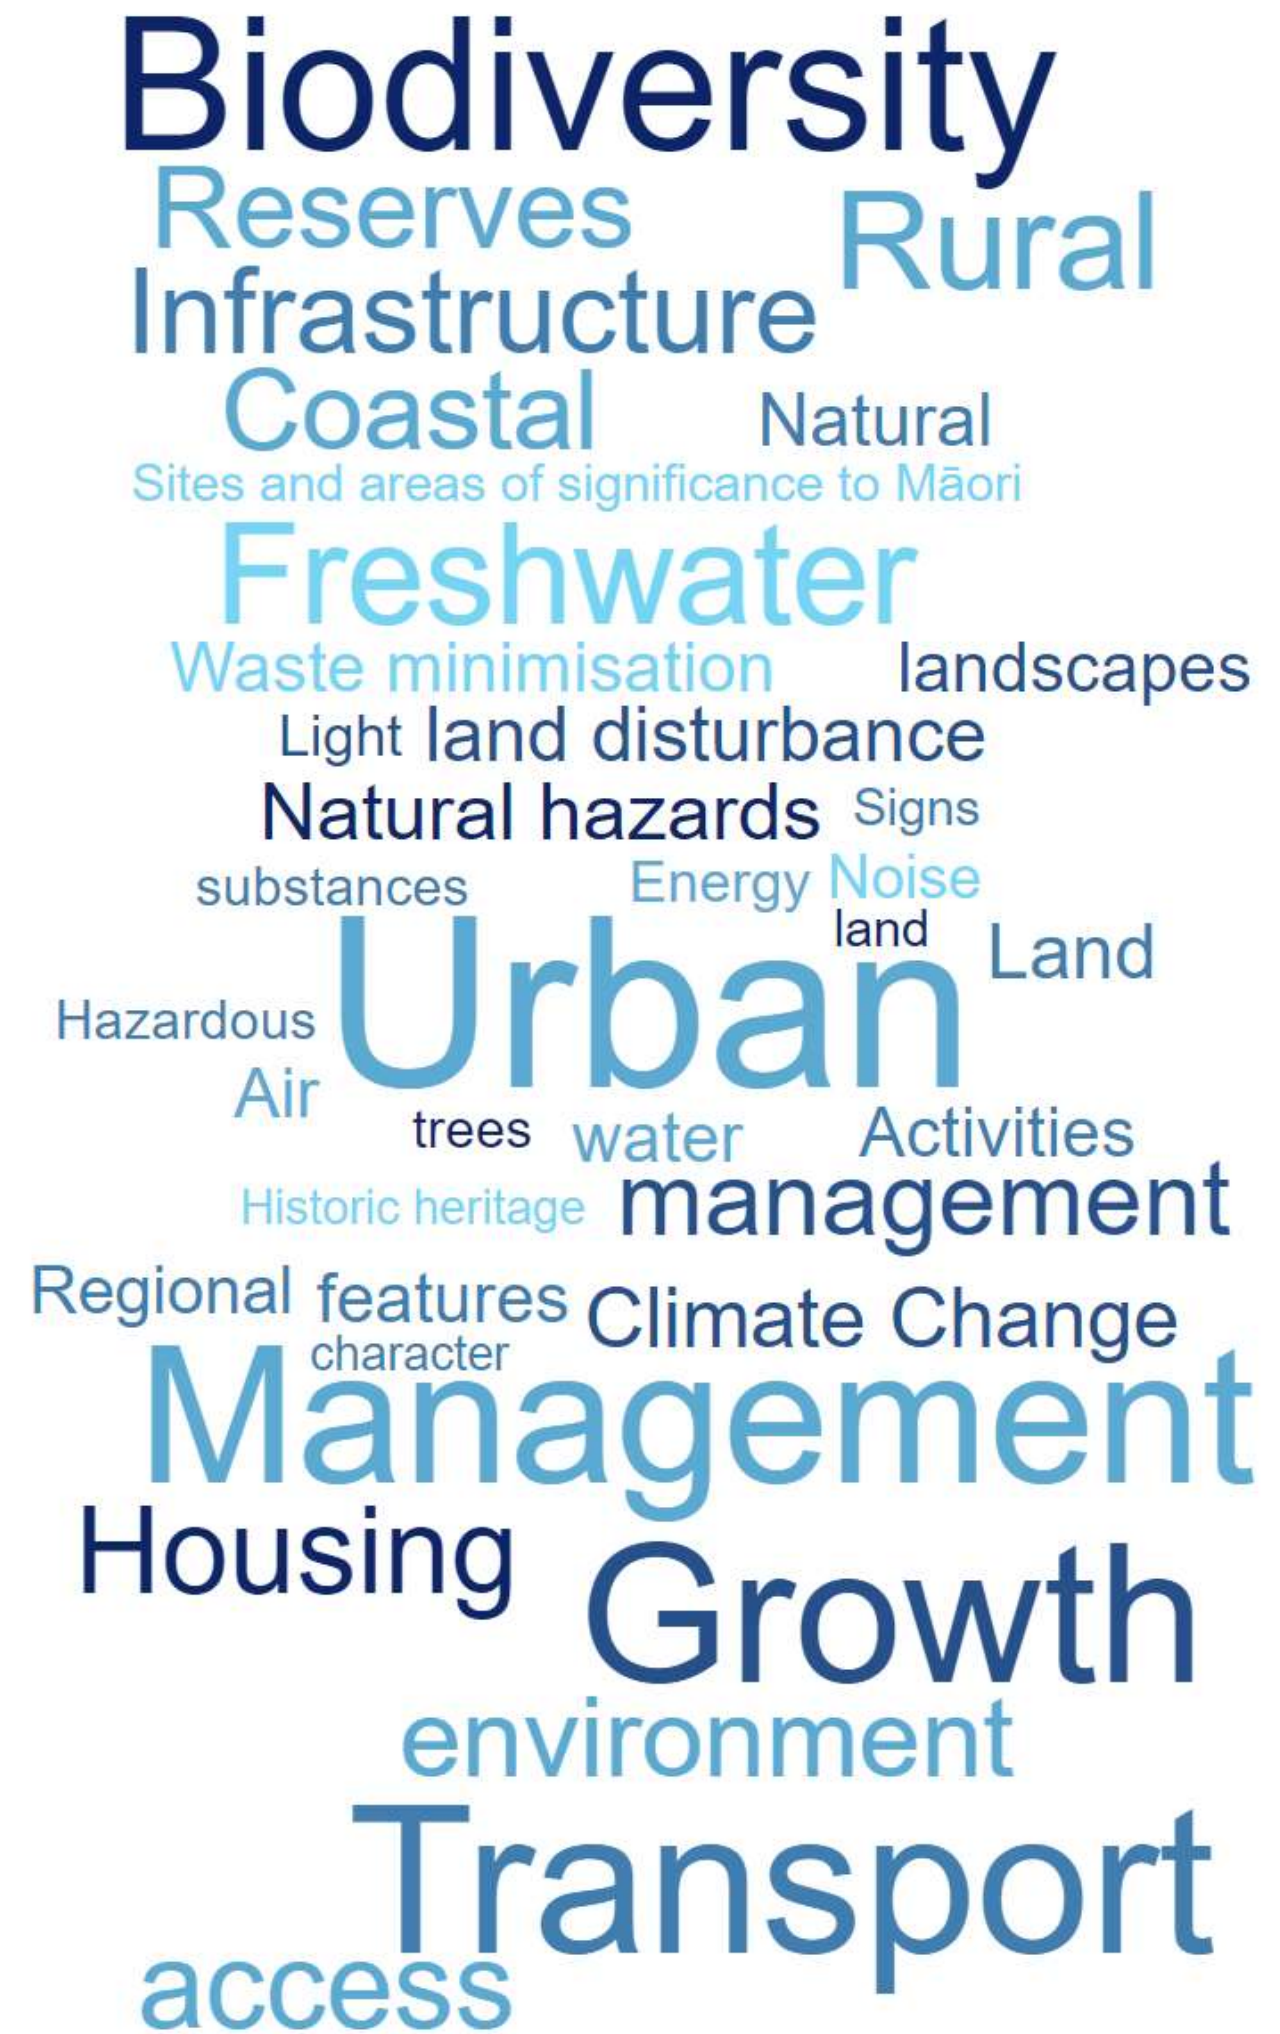 Biodiversity
Reserves
Rural
Infrastructure
Coastal
Natural
Sites and areas of significance to Māori
Freshwater
Waste minimisation
landscapes
Light
land disturbance
Natural hazards
Signs
substances
Energy
Noise
land
Urban
Land
Hazardous
Air
trees
water
Activities
Historic heritage
management
Regional
features
Climate Change
character
Management
Housing
Growth
environment
Transport
access